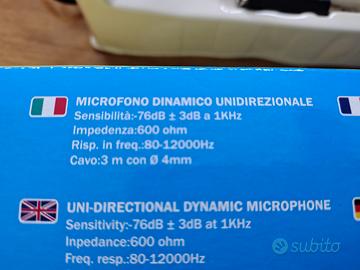 MICROFONO DINAMICO UNIDIREZIONALE
Sensibilità:-76dB ± 3dB a 1KHz
Impedenza:600 ohm
Risp. in freq.:80-12000Hz
Cavo:3 m con Ø 4mm
UNI-DIRECTIONAL DYNAMIC MICROPHONE
Sensitivity:-76dB ± 3dB at 1KHz
Inpedance:600 ohm
Freq. resp.:80-12000Hz
subito